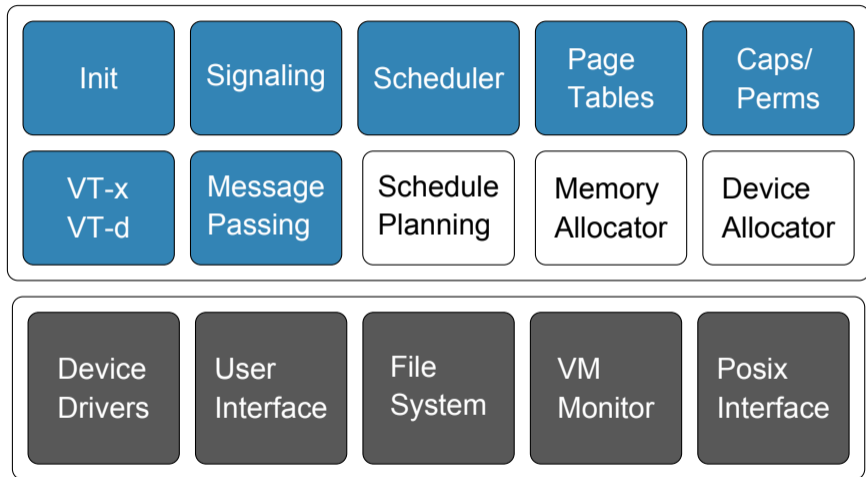 Init
Signaling
Scheduler
Page
Tables
Caps/
Perms
VT-x
VT-d
Message
Passing
Schedule
Planning
Memory
Allocator
Device
Allocator
Device
Drivers
User
Interface
File
System
VM
Monitor
Posix
Interface